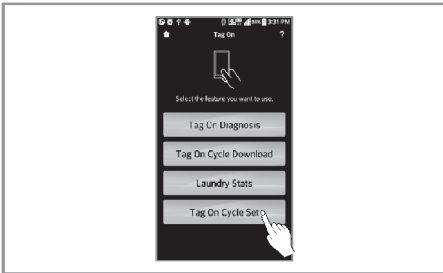 3:31 PM
Tag On
?
Select the feature you want to use.
Tag On Diagnosis
Tag On Cycle Download
Laundry Stats
Tag On Cycle Set